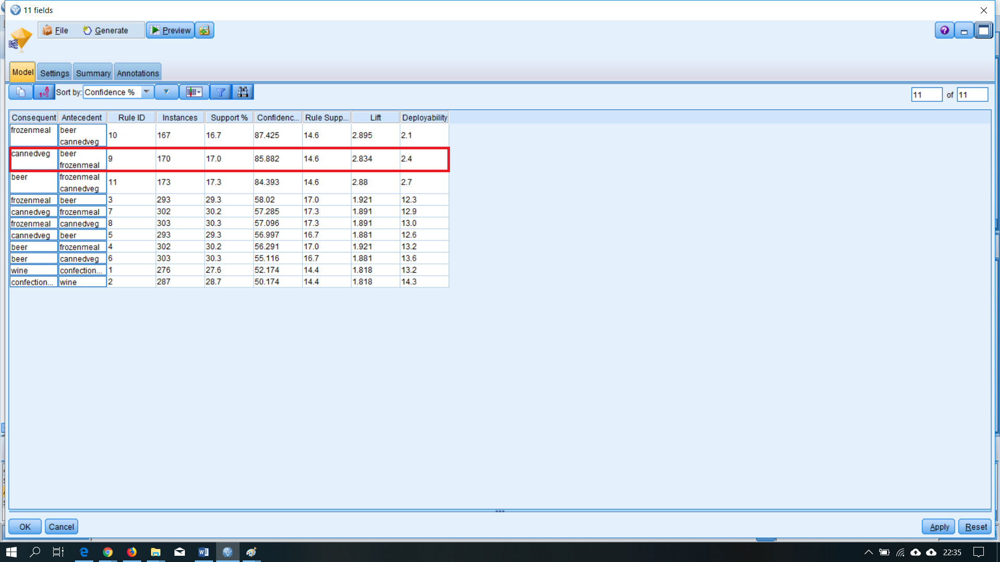 11 fields
File Generate Preview
Model Settings Summary Annotations
Sort by: Confidence % 11 of 11
Consequent Antecedent Rule ID Instances Support % Confidenc... Rule Supp... Lift Deployability
frozenmeal beer cannedveg 10 167 16.7 87.425 14.6 2.895 2.1
cannedveg beer frozenmeal 9 170 17.0 85.882 14.6 2.834 2.4
beer frozenmeal cannedveg 11 173 17.3 84.393 14.6 2.88 2.7
frozenmeal beer 3 293 29.3 58.02 17.0 1.921 12.3
cannedveg frozenmeal 7 302 30.2 57.285 17.3 1.891 12.9
frozenmeal cannedveg 8 303 30.3 57.096 17.3 1.891 13.0
cannedveg beer 5 293 29.3 56.997 16.7 1.881 12.6
beer frozenmeal 4 302 30.2 56.291 17.0 1.921 13.2
beer cannedveg 6 303 30.3 55.116 16.7 1.881 13.6
wine confection... 1 276 27.6 52.174 14.4 1.818 13.2
confection... wine 2 287 28.7 50.174 14.4 1.818 14.3
OK Cancel Apply Reset
22:35